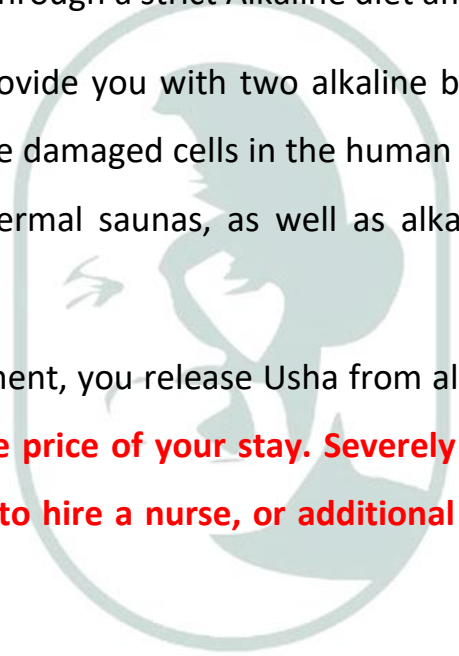 through a strict Alkaline diet an
ovide you with two alkaline b
e damaged cells in the human
ermal saunas, as well as alka
ment, you release Usha from al
e price of your stay. Severely
to hire a nurse, or additional